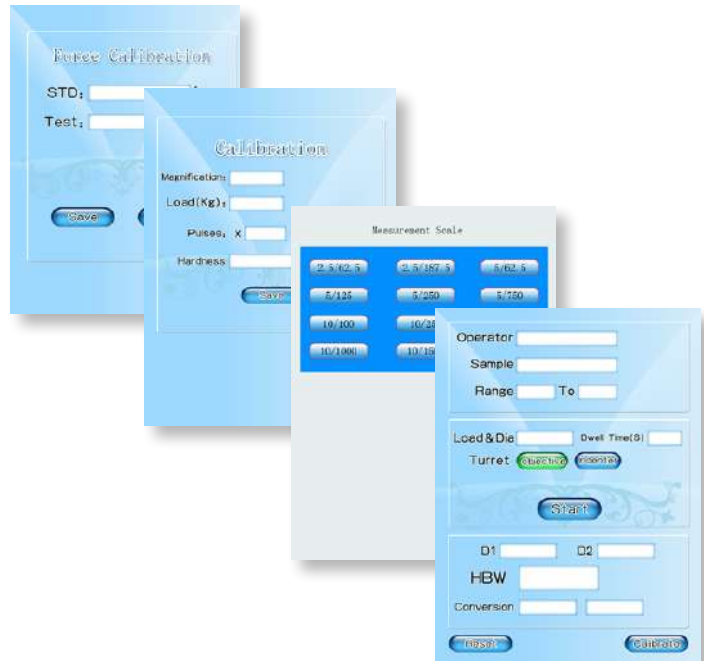 Force Calibration
STD:
Test:
Save
Calibration
Magnification:
Load(Kg):
Pulses: X
Hardness
Save
Measurement Scale
2.5/62.5 2.5/187.5 5/62.5
5/125 5/250 5/750
10/100
10/1000
Operator
Sample
Range To
Load&Dia Dwell Time(S)
Turret Objective Indenter
Start
D1 D2
HBW
Conversion
Reset Calibrate